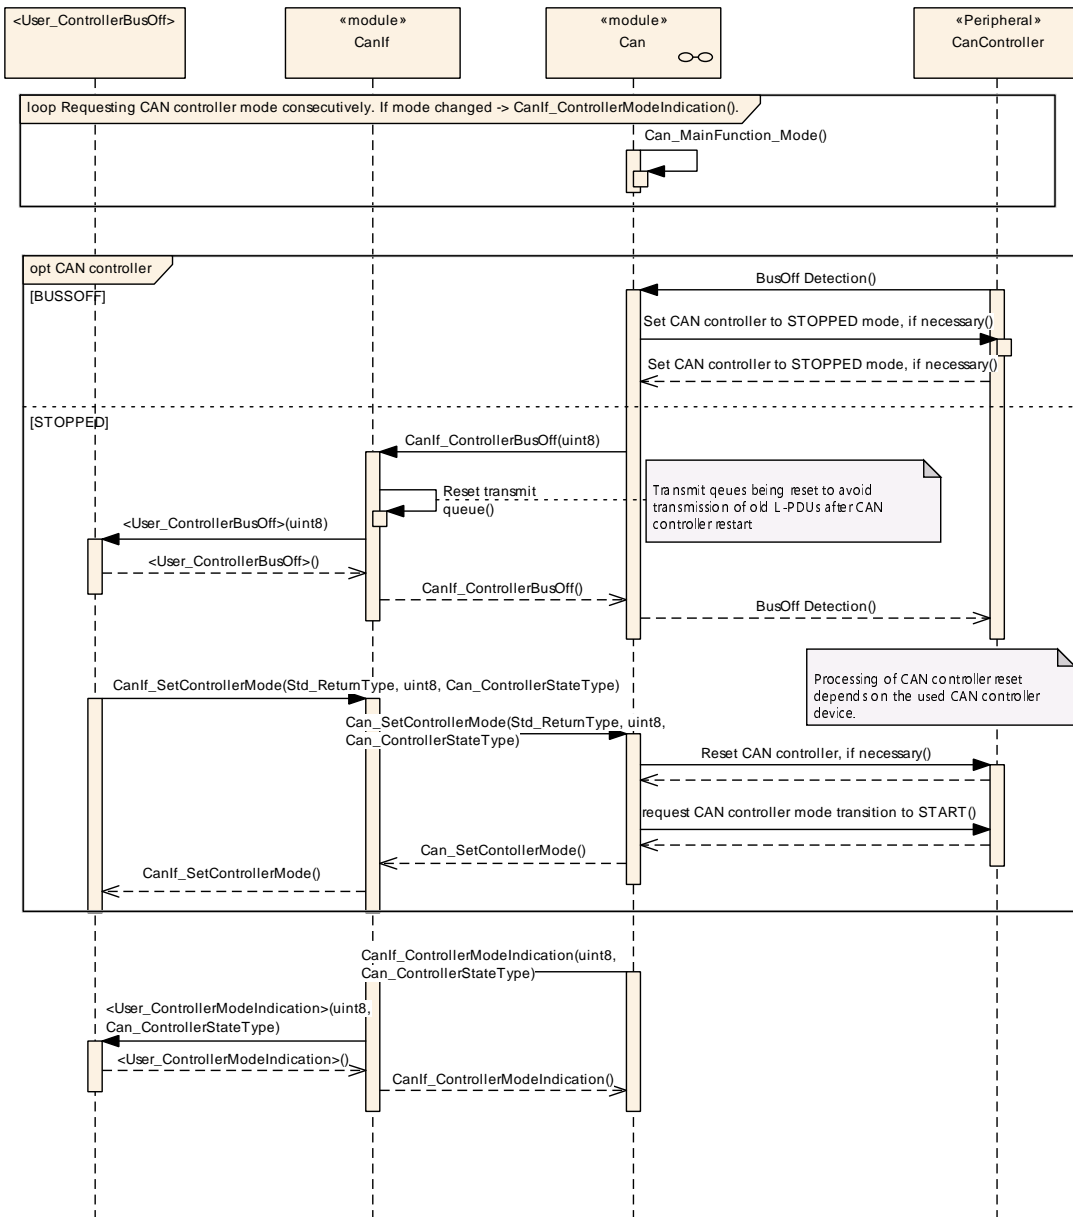 <User_ControllerBusOff>
«module»
CanIf
«module»
Can
«Peripheral»
CanController
loop Requesting CAN controller mode consecutively. If mode changed -> CanIf_ControllerModeIndication().
Can_MainFunction_Mode()
opt CAN controller
[BUSSOFF]
BusOff Detection()
Set CAN controller to STOPPED mode, if necessary()
Set CAN controller to STOPPED mode, if necessary()
[STOPPED]
CanIf_ControllerBusOff(uint8)
Reset transmit
queue()
Transmit qeues being reset to avoid
transmission of old L-PDUs after CAN
controller restart
<User_ControllerBusOff>(uint8)
<User_ControllerBusOff>()
CanIf_ControllerBusOff()
BusOff Detection()
Processing of CAN controller reset
depends on the used CAN controller
device.
CanIf_SetControllerMode(Std_ReturnType, uint8, Can_ControllerStateType)
Can_SetControllerMode(Std_ReturnType, uint8,
Can_ControllerStateType)
Reset CAN controller, if necessary()
request CAN controller mode transition to START()
Can_SetContollerMode()
CanIf_SetControllerMode()
CanIf_ControllerModeIndication(uint8,
Can_ControllerStateType)
<User_ControllerModeIndication>(uint8,
Can_ControllerStateType)
<User_ControllerModeIndication>()
CanIf_ControllerModeIndication()